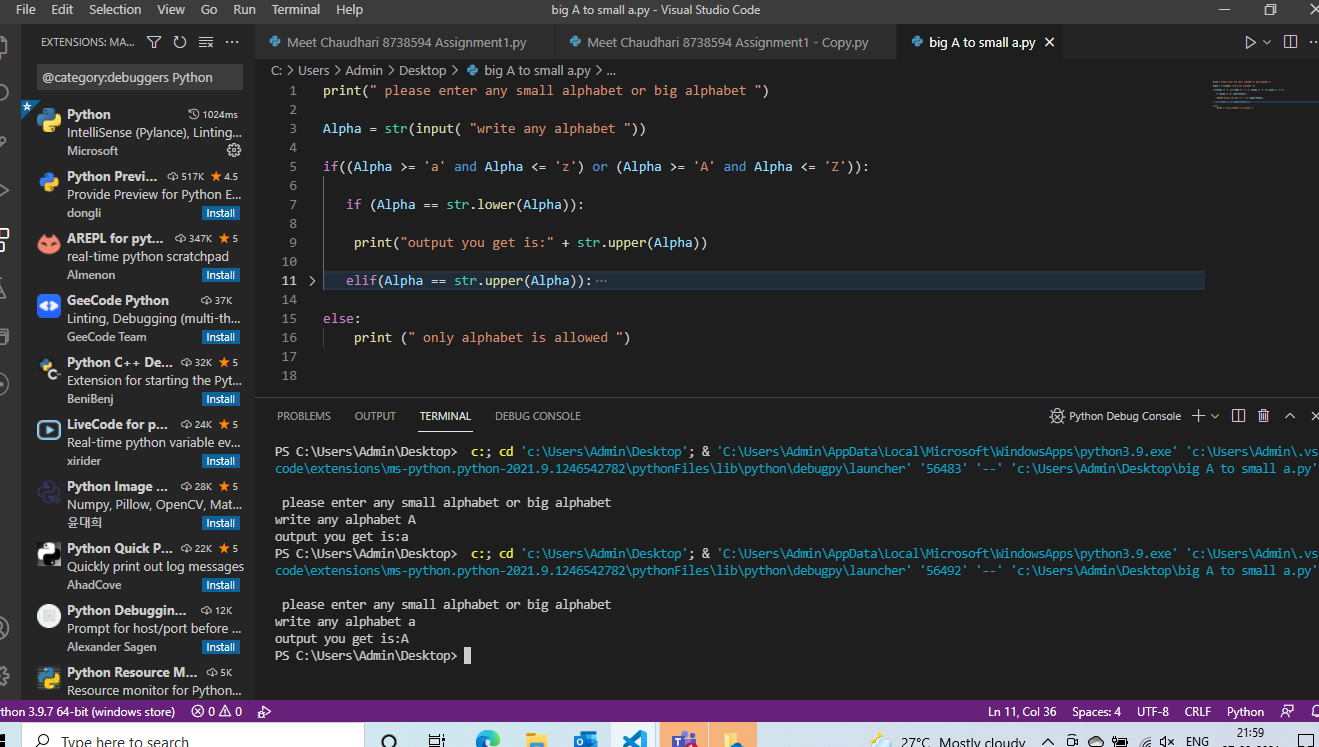 File Edit Selection View Go Run Terminal Help big A to small a.py - Visual Studio Code
EXTENSIONS: MA...
@category:debuggers Python
Python 1024ms
IntelliSense (Pylance), Linting...
Microsoft
Python Previ... 517K 4.5
Provide Preview for Python E...
dongli Install
AREPL for pyt... 347K 5
real-time python scratchpad
Almenon Install
GeeCode Python 37K
Linting, Debugging (multi-th...
GeeCode Team Install
Python C++ De... 32K 5
Extension for starting the Pyt...
BeniBenj Install
LiveCode for p... 24K 5
Real-time python variable ev...
xirider Install
Python Image ... 28K 5
Numpy, Pillow, OpenCV, Mat...
윤대희 Install
Python Quick P... 22K 5
Quickly print out log messages
AhadCove Install
Python Debuggin... 12K
Prompt for host/port before ...
Alexander Sagen Install
Python Resource M... 5K
Resource monitor for Python...
Meet Chaudhari 8738594 Assignment1.py Meet Chaudhari 8738594 Assignment1 - Copy.py big A to small a.py
C: > Users > Admin > Desktop > big A to small a.py > ...
1 print(" please enter any small alphabet or big alphabet ")
2
3 Alpha = str(input( "write any alphabet "))
4
5 if((Alpha >= 'a' and Alpha <= 'z') or (Alpha >= 'A' and Alpha <= 'Z')):
6
7 if (Alpha == str.lower(Alpha)):
8
9 print("output you get is:" + str.upper(Alpha))
10
11 elif(Alpha == str.upper(Alpha)):...
14
15 else:
16 print (" only alphabet is allowed ")
17
18
PROBLEMS OUTPUT TERMINAL DEBUG CONSOLE Python Debug Console
PS C:\Users\Admin\Desktop> c:; cd 'c:\Users\Admin\Desktop'; & 'C:\Users\Admin\AppData\Local\Microsoft\WindowsApps\python3.9.exe' 'c:\Users\Admin\.vs
code\extensions\ms-python.python-2021.9.1246542782\pythonFiles\lib\python\debugpy\launcher' '56483' '--' 'c:\Users\Admin\Desktop\big A to small a.py'
please enter any small alphabet or big alphabet
write any alphabet A
output you get is:a
PS C:\Users\Admin\Desktop> c:; cd 'c:\Users\Admin\Desktop'; & 'C:\Users\Admin\AppData\Local\Microsoft\WindowsApps\python3.9.exe' 'c:\Users\Admin\.vs
code\extensions\ms-python.python-2021.9.1246542782\pythonFiles\lib\python\debugpy\launcher' '56492' '--' 'c:\Users\Admin\Desktop\big A to small a.py'
please enter any small alphabet or big alphabet
write any alphabet a
output you get is:A
PS C:\Users\Admin\Desktop>
thon 3.9.7 64-bit (windows store) 0 0 Ln 11, Col 36 Spaces: 4 UTF-8 CRLF Python
Type here to search 27°C Mostly cloudy ENG 21:59